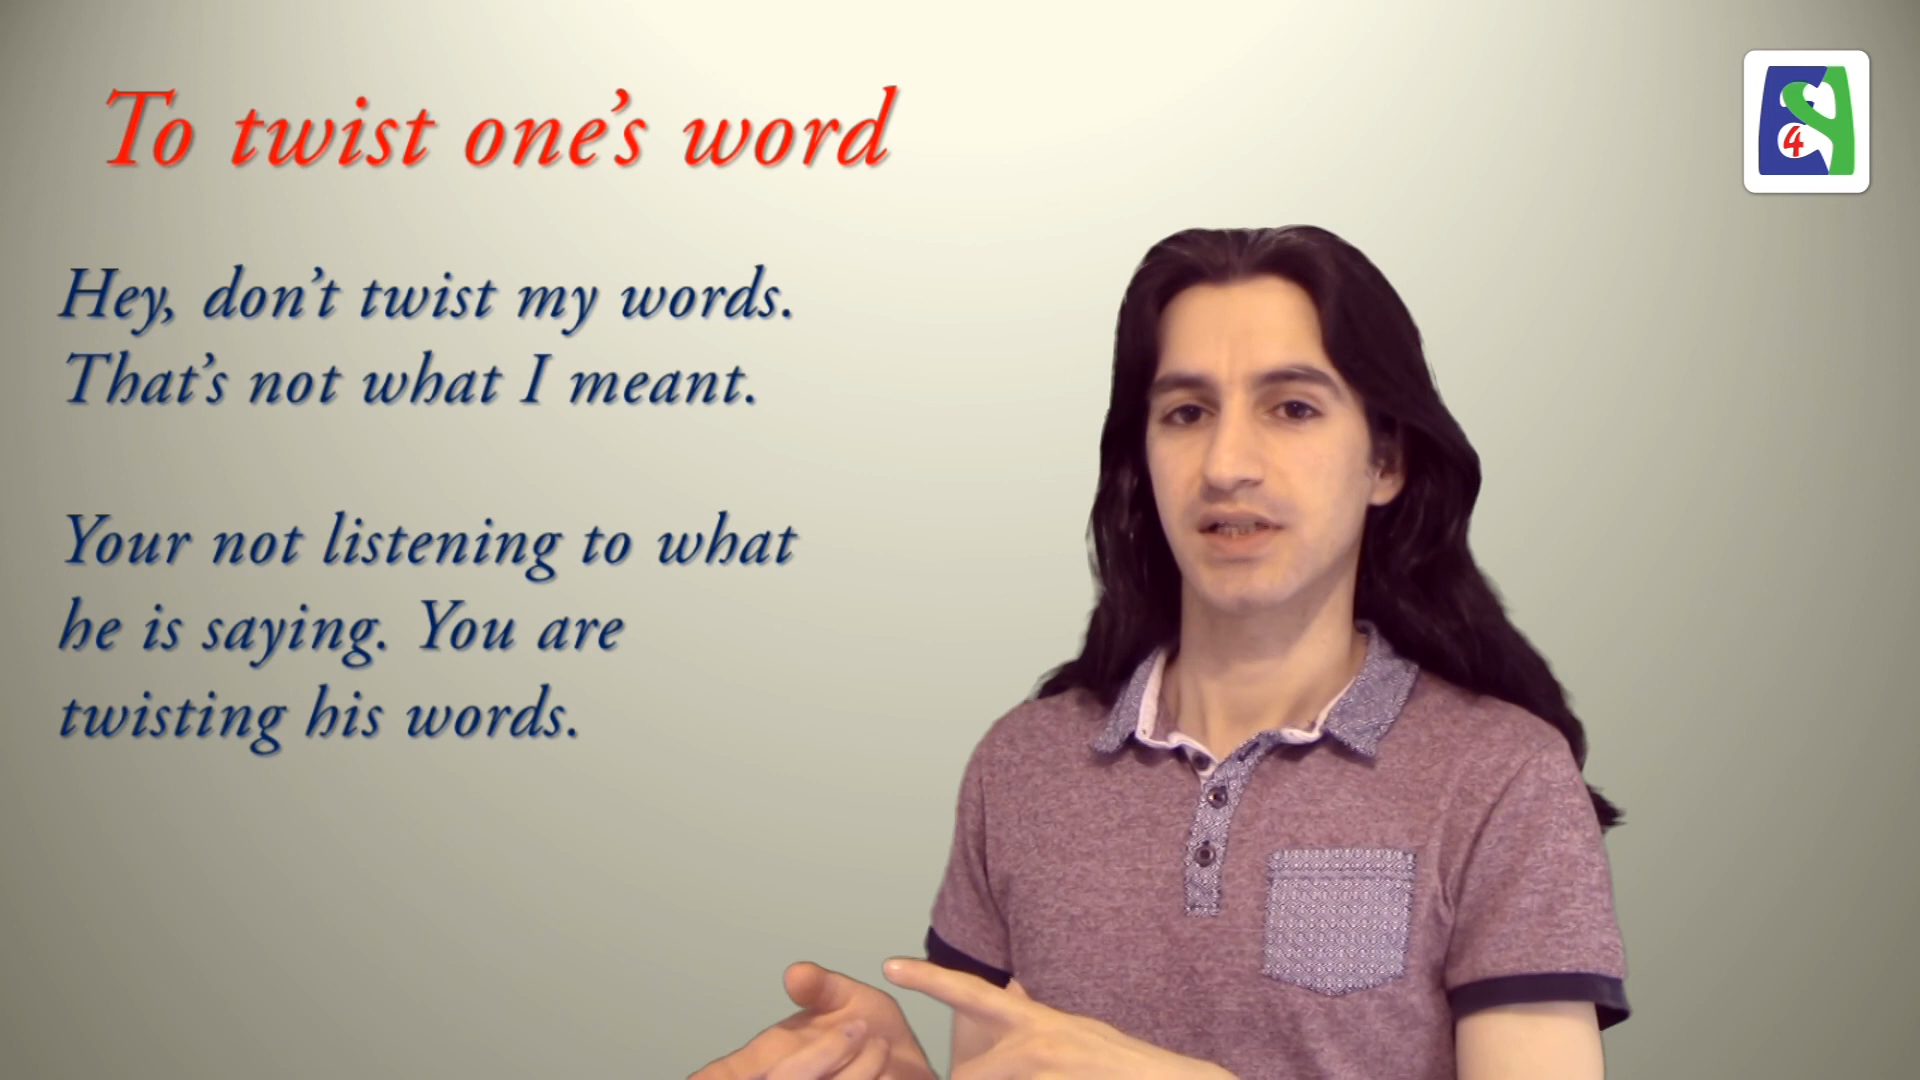 To twist one’s word
4
Hey, don’t twist my words.
That’s not what I meant.
Your not listening to what
he is saying. You are
twisting his words.